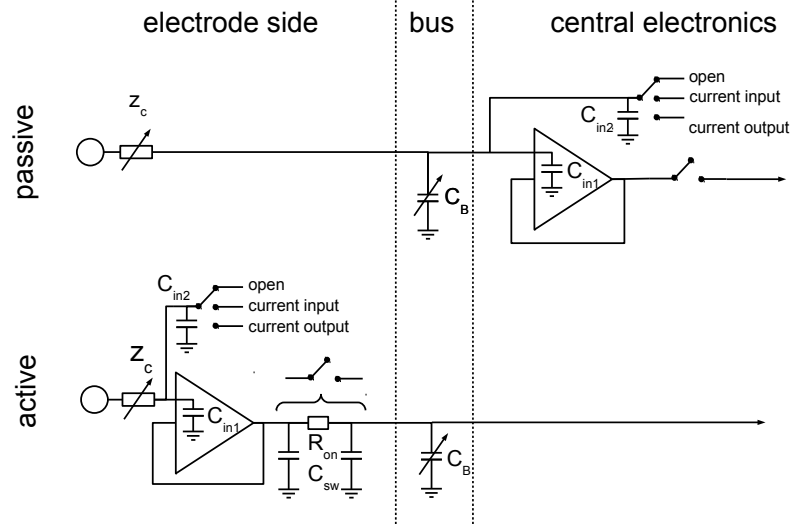 electrode side
bus
central electronics
passive
Zc
CB
Cin1
Cin2
open
current input
current output
active
Zc
Cin2
open
current input
current output
Cin1
Ron
Csw
CB